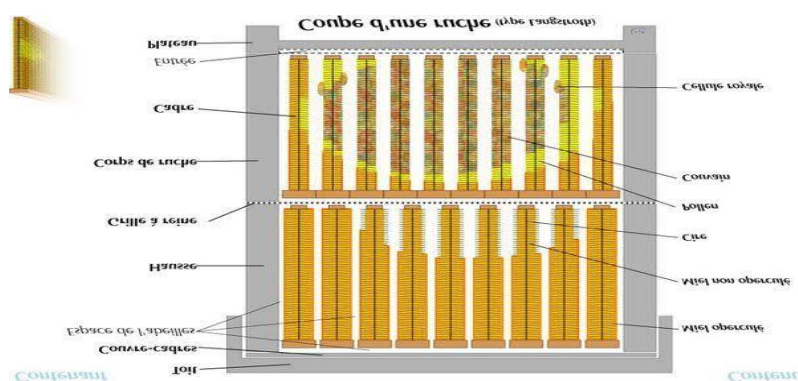 Coupe d'une ruche (type Langstroth)
Plateau
Entrée
Cadre
Corps de ruche
Grille à reine
Hausse
Espace de l'abeilles
Couvre-cadres
Toit
Contenant
Cellule royale
Couvain
Pollen
Cire
Miel non operculé
Miel operculé